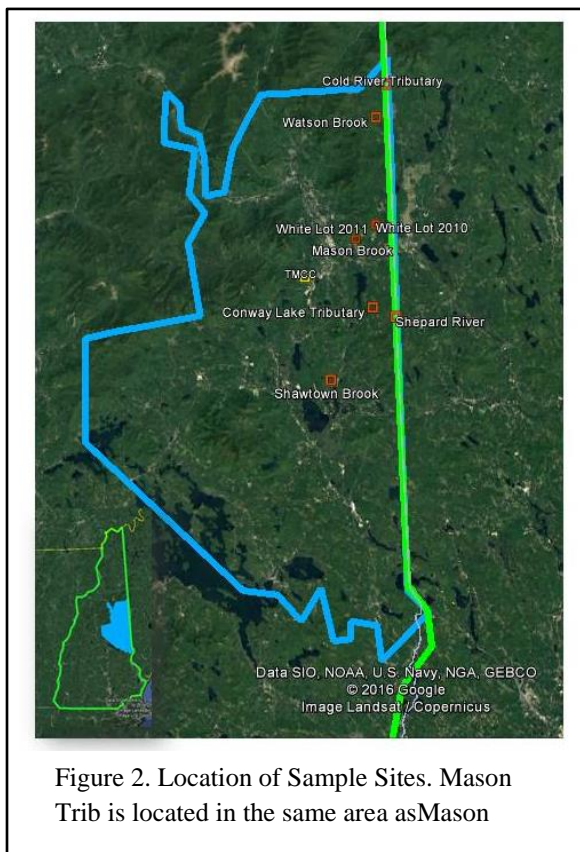 Cold River Tributary
Watson Brook
White Lot 2011 White Lot 2010
Mason Brook
TMCC
Conway Lake Tributary
Shepard River
Shawtown Brook
Data SIO, NOAA, U.S. Navy, NGA, GEBCO
© 2016 Google
Image Landsat / Copernicus
Figure 2. Location of Sample Sites. Mason
Trib is located in the same area asMason